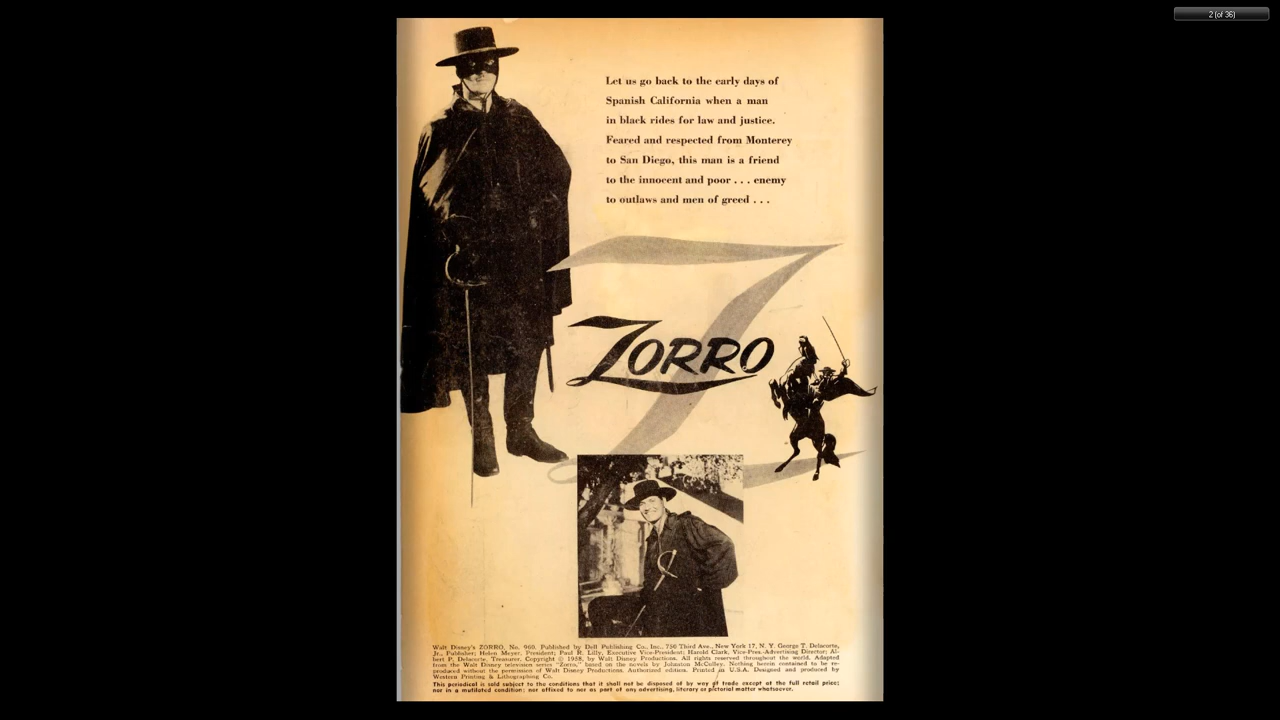 2 (of 36)
Let us go back to the early days of
Spanish California when a man
in black rides for law and justice.
Feared and respected from Monterey
to San Diego, this man is a friend
to the innocent and poor . . . enemy
to outlaws and men of greed . . .
Z
ZORRO
Walt Disney's ZORRO, No. 960. Published by Dell Publishing Co., Inc., 750 Third Ave., New York 17, N. Y. George T. Delacorte,
Jr., Publisher; Helen Meyer, President; Paul R. Lilly, Executive Vice-President; Harold Clark, Vice-Pres.-Advertising Director; Al-
bert P. Delacorte, Treasurer. Copyright © 1958, by Walt Disney Productions. All rights reserved throughout the world. Adapted
from the Walt Disney television series "Zorro," based on the novels by Johnston McCulley. Nothing herein contained to be re-
produced without the permission of Walt Disney Productions. Authorized edition. Printed in U.S.A. Designed and produced by
Western Printing & Lithographing Co.
This periodical is sold subject to the conditions that it shall not be disposed of by way of trade except at the full retail price;
nor in a mutilated condition; nor affixed to nor as part of any advertising, literary or pictorial matter whatsoever.